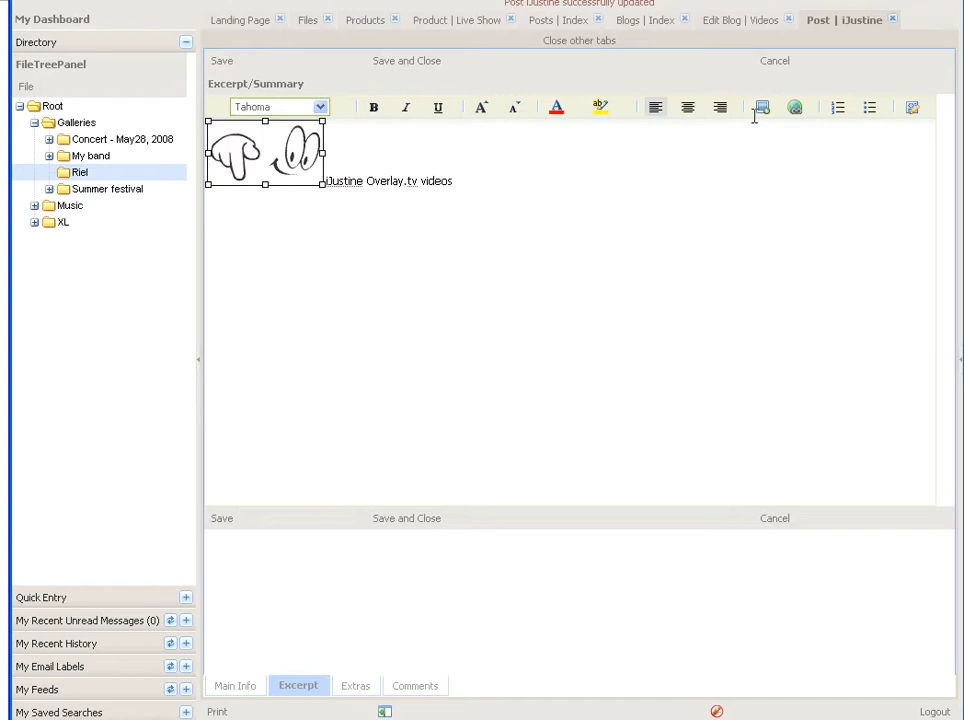 Post iJustine successfully updated
My Dashboard
Landing Page Files Products Product | Live Show Posts | Index Blogs | Index Edit Blog | Videos Post | iJustine
Directory
Close other tabs
FileTreePanel
Save Save and Close Cancel
File
Excerpt/Summary
Tahoma B I U A A A ab
Root
Galleries
Concert - May28, 2008
My band
Riel
Summer festival
Music
XL
iJustine Overlay.tv videos
Save Save and Close Cancel
Quick Entry
My Recent Unread Messages (0)
My Recent History
My Email Labels
My Feeds
My Saved Searches
Main Info Excerpt Extras Comments
Print Logout